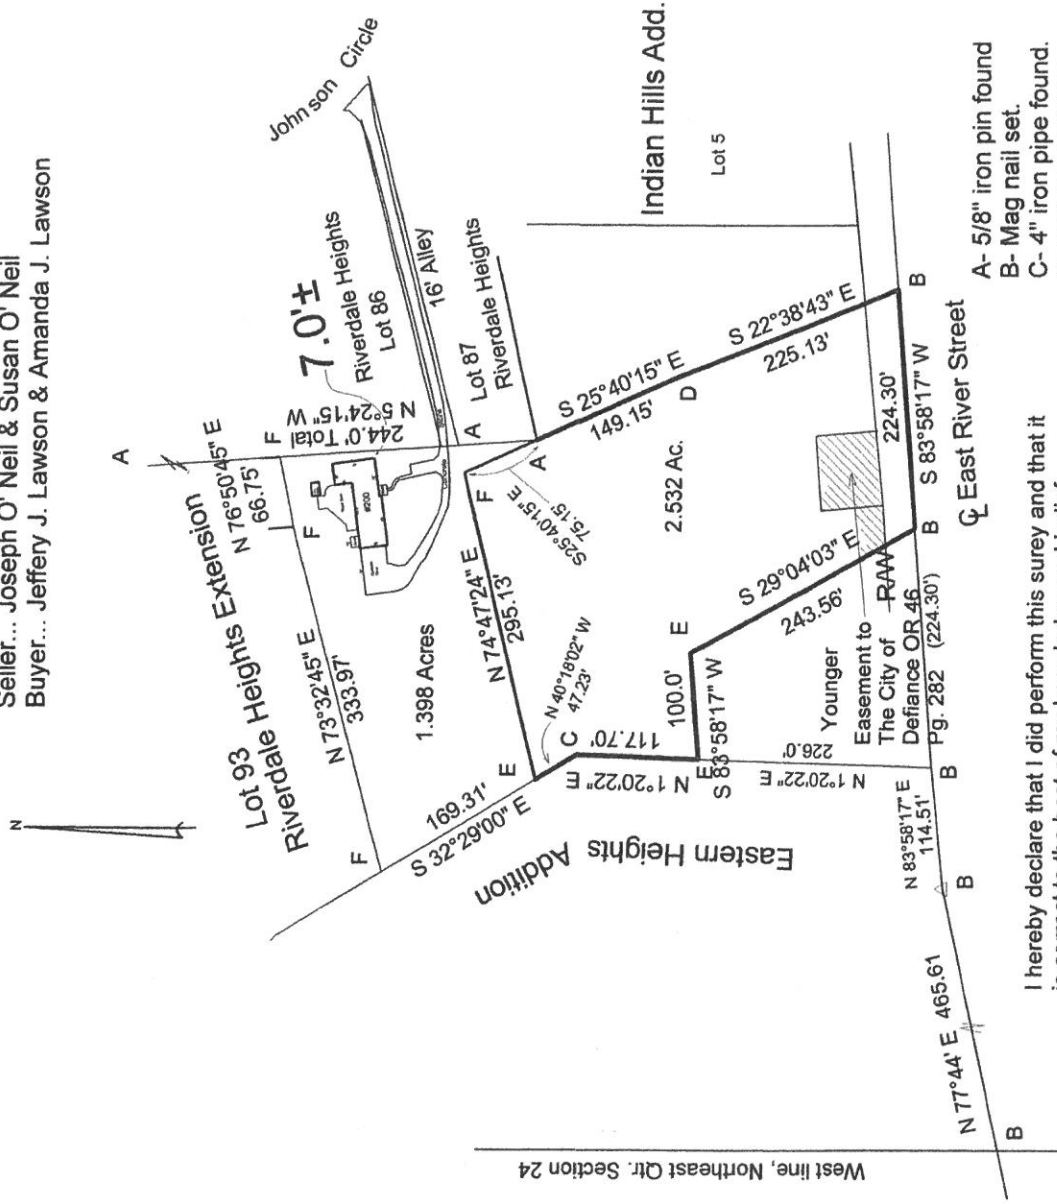 Seller... Joseph O' Neil & Susan O' Neil
Buyer... Jeffery J. Lawson & Amanda J. Lawson
N
A
Johnson Circle
Lot 93
Riverdale Heights Extension
N 76°50'45" E
66.75'
F
F
N 5°24'15" W
244.0' Total
7.0'±
Riverdale Heights
Lot 86
16' Alley
Lot 87
Riverdale Heights
A
Indian Hills Add.
Lot 5
N 73°32'45" E
333.97'
1.398 Acres
#200
F
169.31'
S 32°29'00" E
E
N 74°47'24" E
295.13'
F
S25°40'15" E
75.15'
A
S 25°40'15" E
149.15'
D
S 22°38'43" E
225.13'
2.532 Ac.
N 40°18'02" W
47.23'
C
E
117.70'
N 1°20'22" E
100.0'
E
E
S 83°58'17" W
S 29°04'03" E
243.56'
226.0'
N 1°20'22" E
Younger
Easement to
The City of
Defiance OR 46
Pg. 282
R/W
(224.30')
224.30'
S 83°58'17" W
B
B
B
℄ East River Street
Eastern Heights Addition
N 83°58'17" E
114.51'
B
N 77°44' E 465.61
B
West line, Northeast Qtr. Section 24
A- 5/8" iron pin found
B- Mag nail set.
C- 4" iron pipe found.
I hereby declare that I did perform this surey and that it